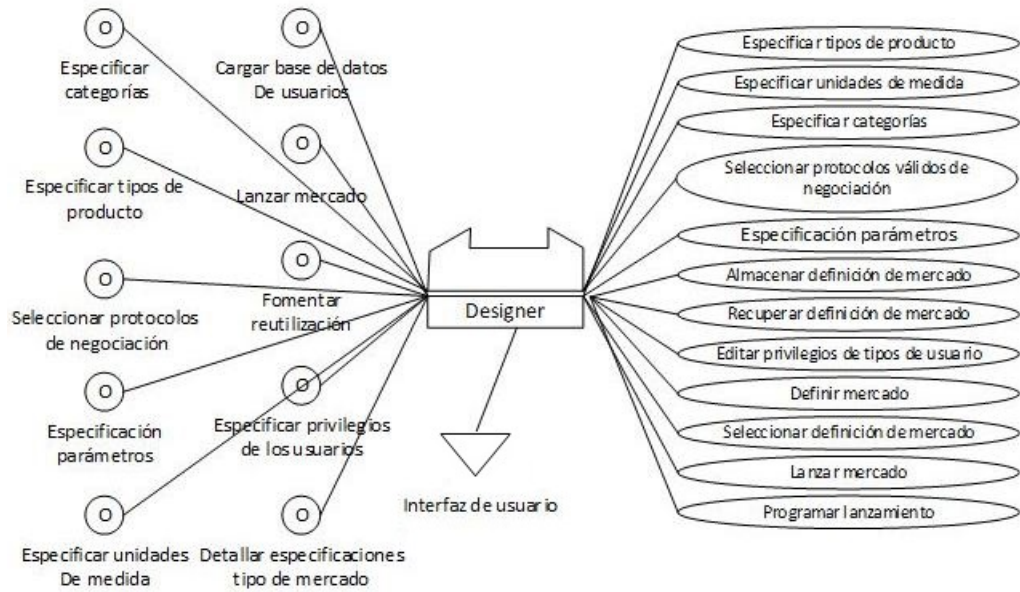 O
Especificar
categorías
O
Cargar base de datos
De usuarios
O
Especificar tipos de
producto
O
Lanzar mercado
O
Seleccionar protocolos
de negociación
O
Fomentar
reutilización
O
Especificación
parámetros
O
Especificar privilegios
de los usuarios
O
Especificar unidades
De medida
O
Detallar especificaciones
tipo de mercado
Designer
Interfaz de usuario
Especificar tipos de producto
Especificar unidades de medida
Especificar categorías
Seleccionar protocolos válidos de
negociación
Especificación parámetros
Almacenar definición de mercado
Recuperar definición de mercado
Editar privilegios de tipos de usuario
Definir mercado
Seleccionar definición de mercado
Lanzar mercado
Programar lanzamiento